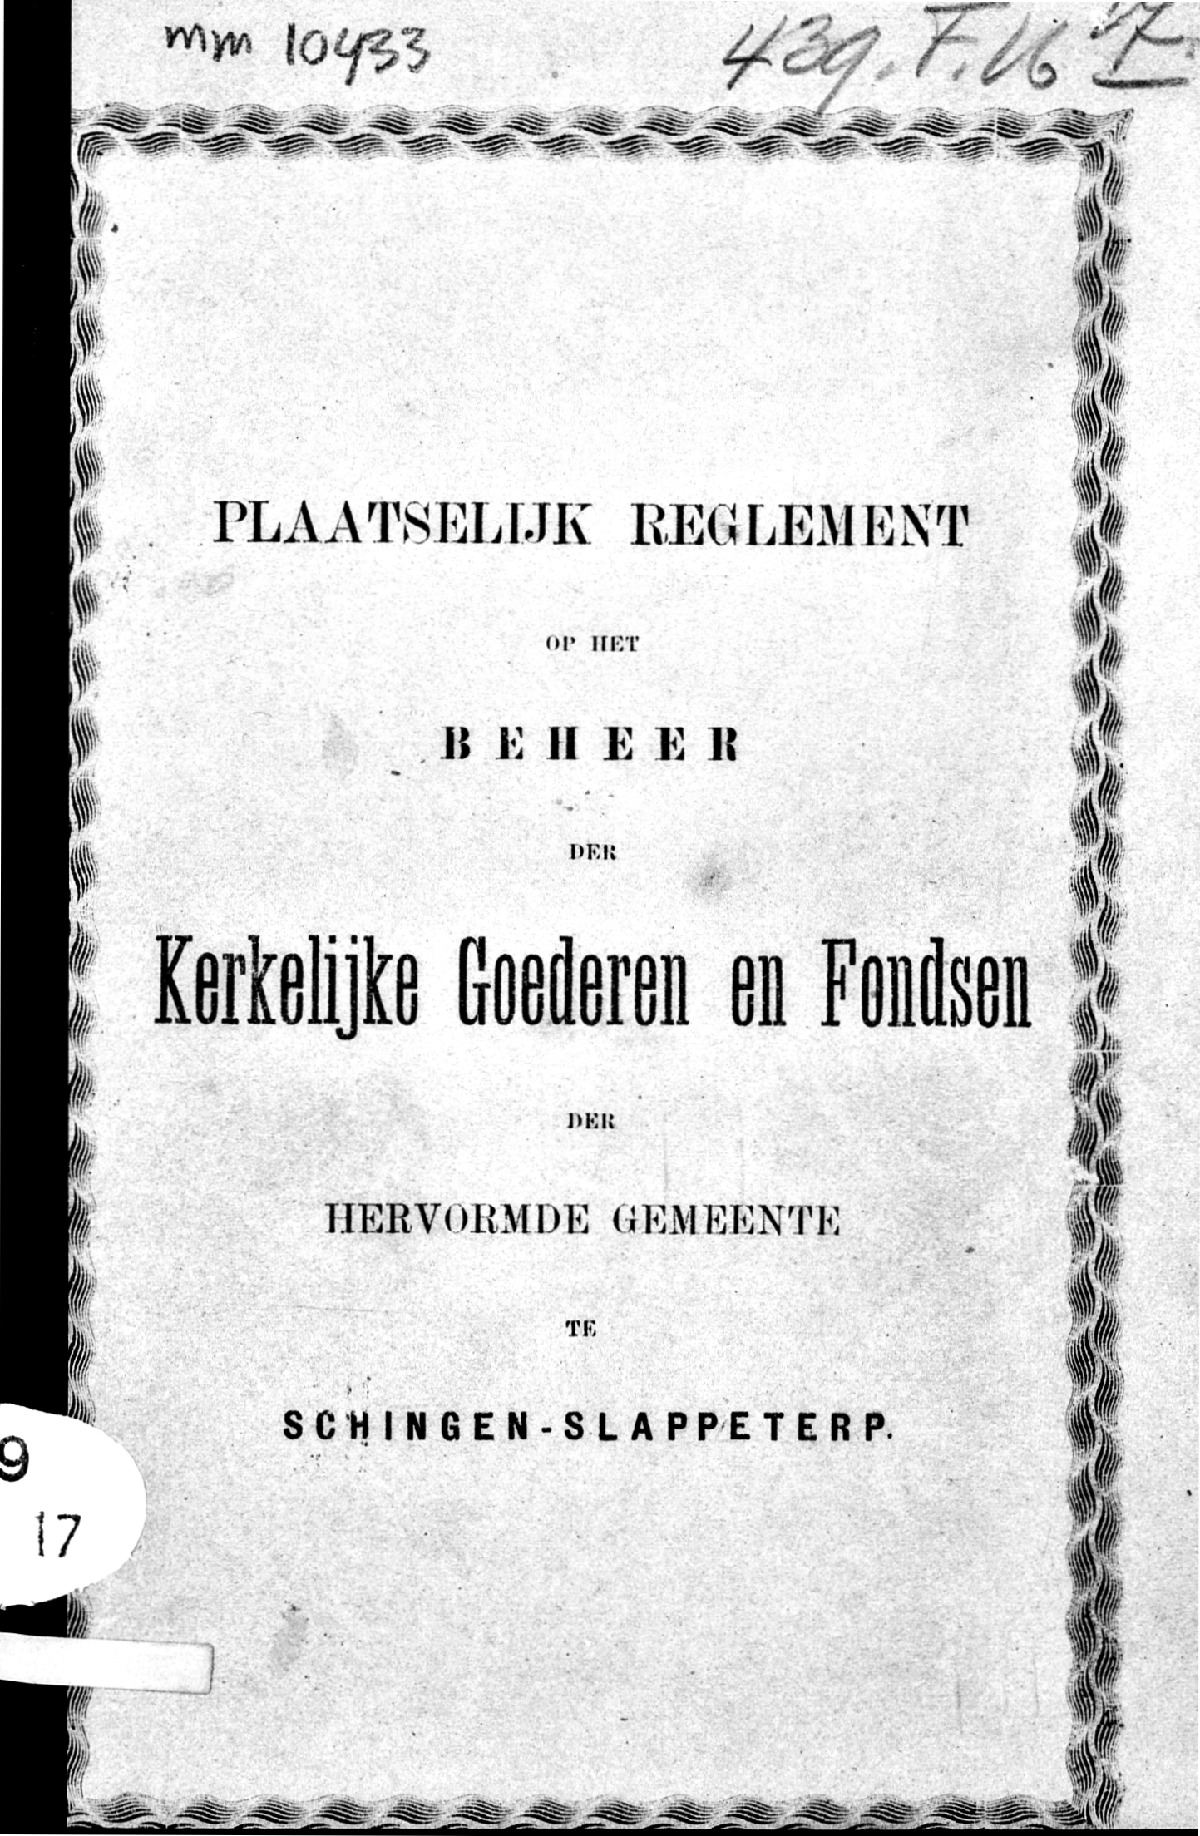 mm 10433
439.F.16 17
PLAATSELIJK REGLEMENT
OP HET
BEHEER
DER
Kerkelijke Goederen en Fondsen
DER
HERVORMDE GEMEENTE
TE
SCHINGEN-SLAPPETERP.
9
17